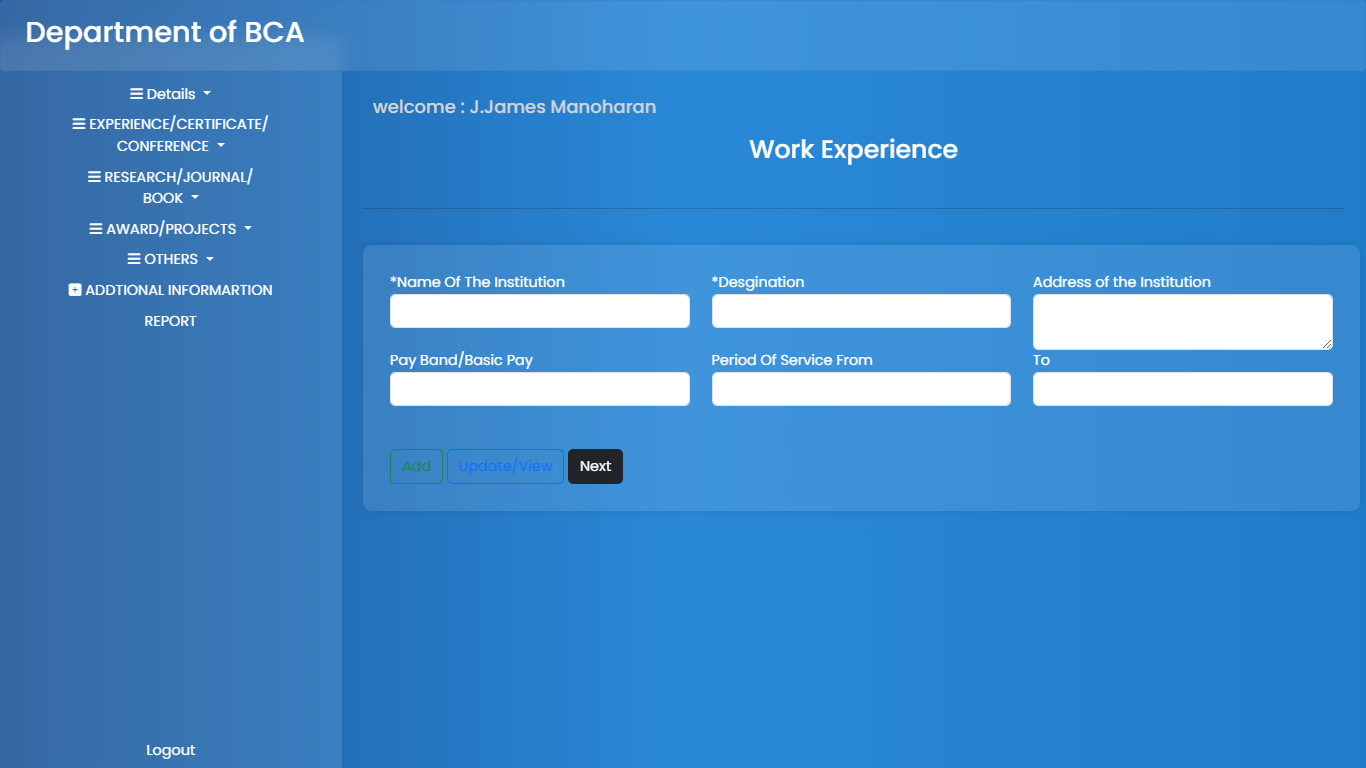 Department of BCA
Details
EXPERIENCE/CERTIFICATE/
CONFERENCE
RESEARCH/JOURNAL/
BOOK
AWARD/PROJECTS
OTHERS
ADDTIONAL INFORMARTION
REPORT
Logout
welcome : J.James Manoharan
Work Experience
*Name Of The Institution
*Desgination
Address of the Institution
Pay Band/Basic Pay
Period Of Service From
To
Add
Update/View
Next